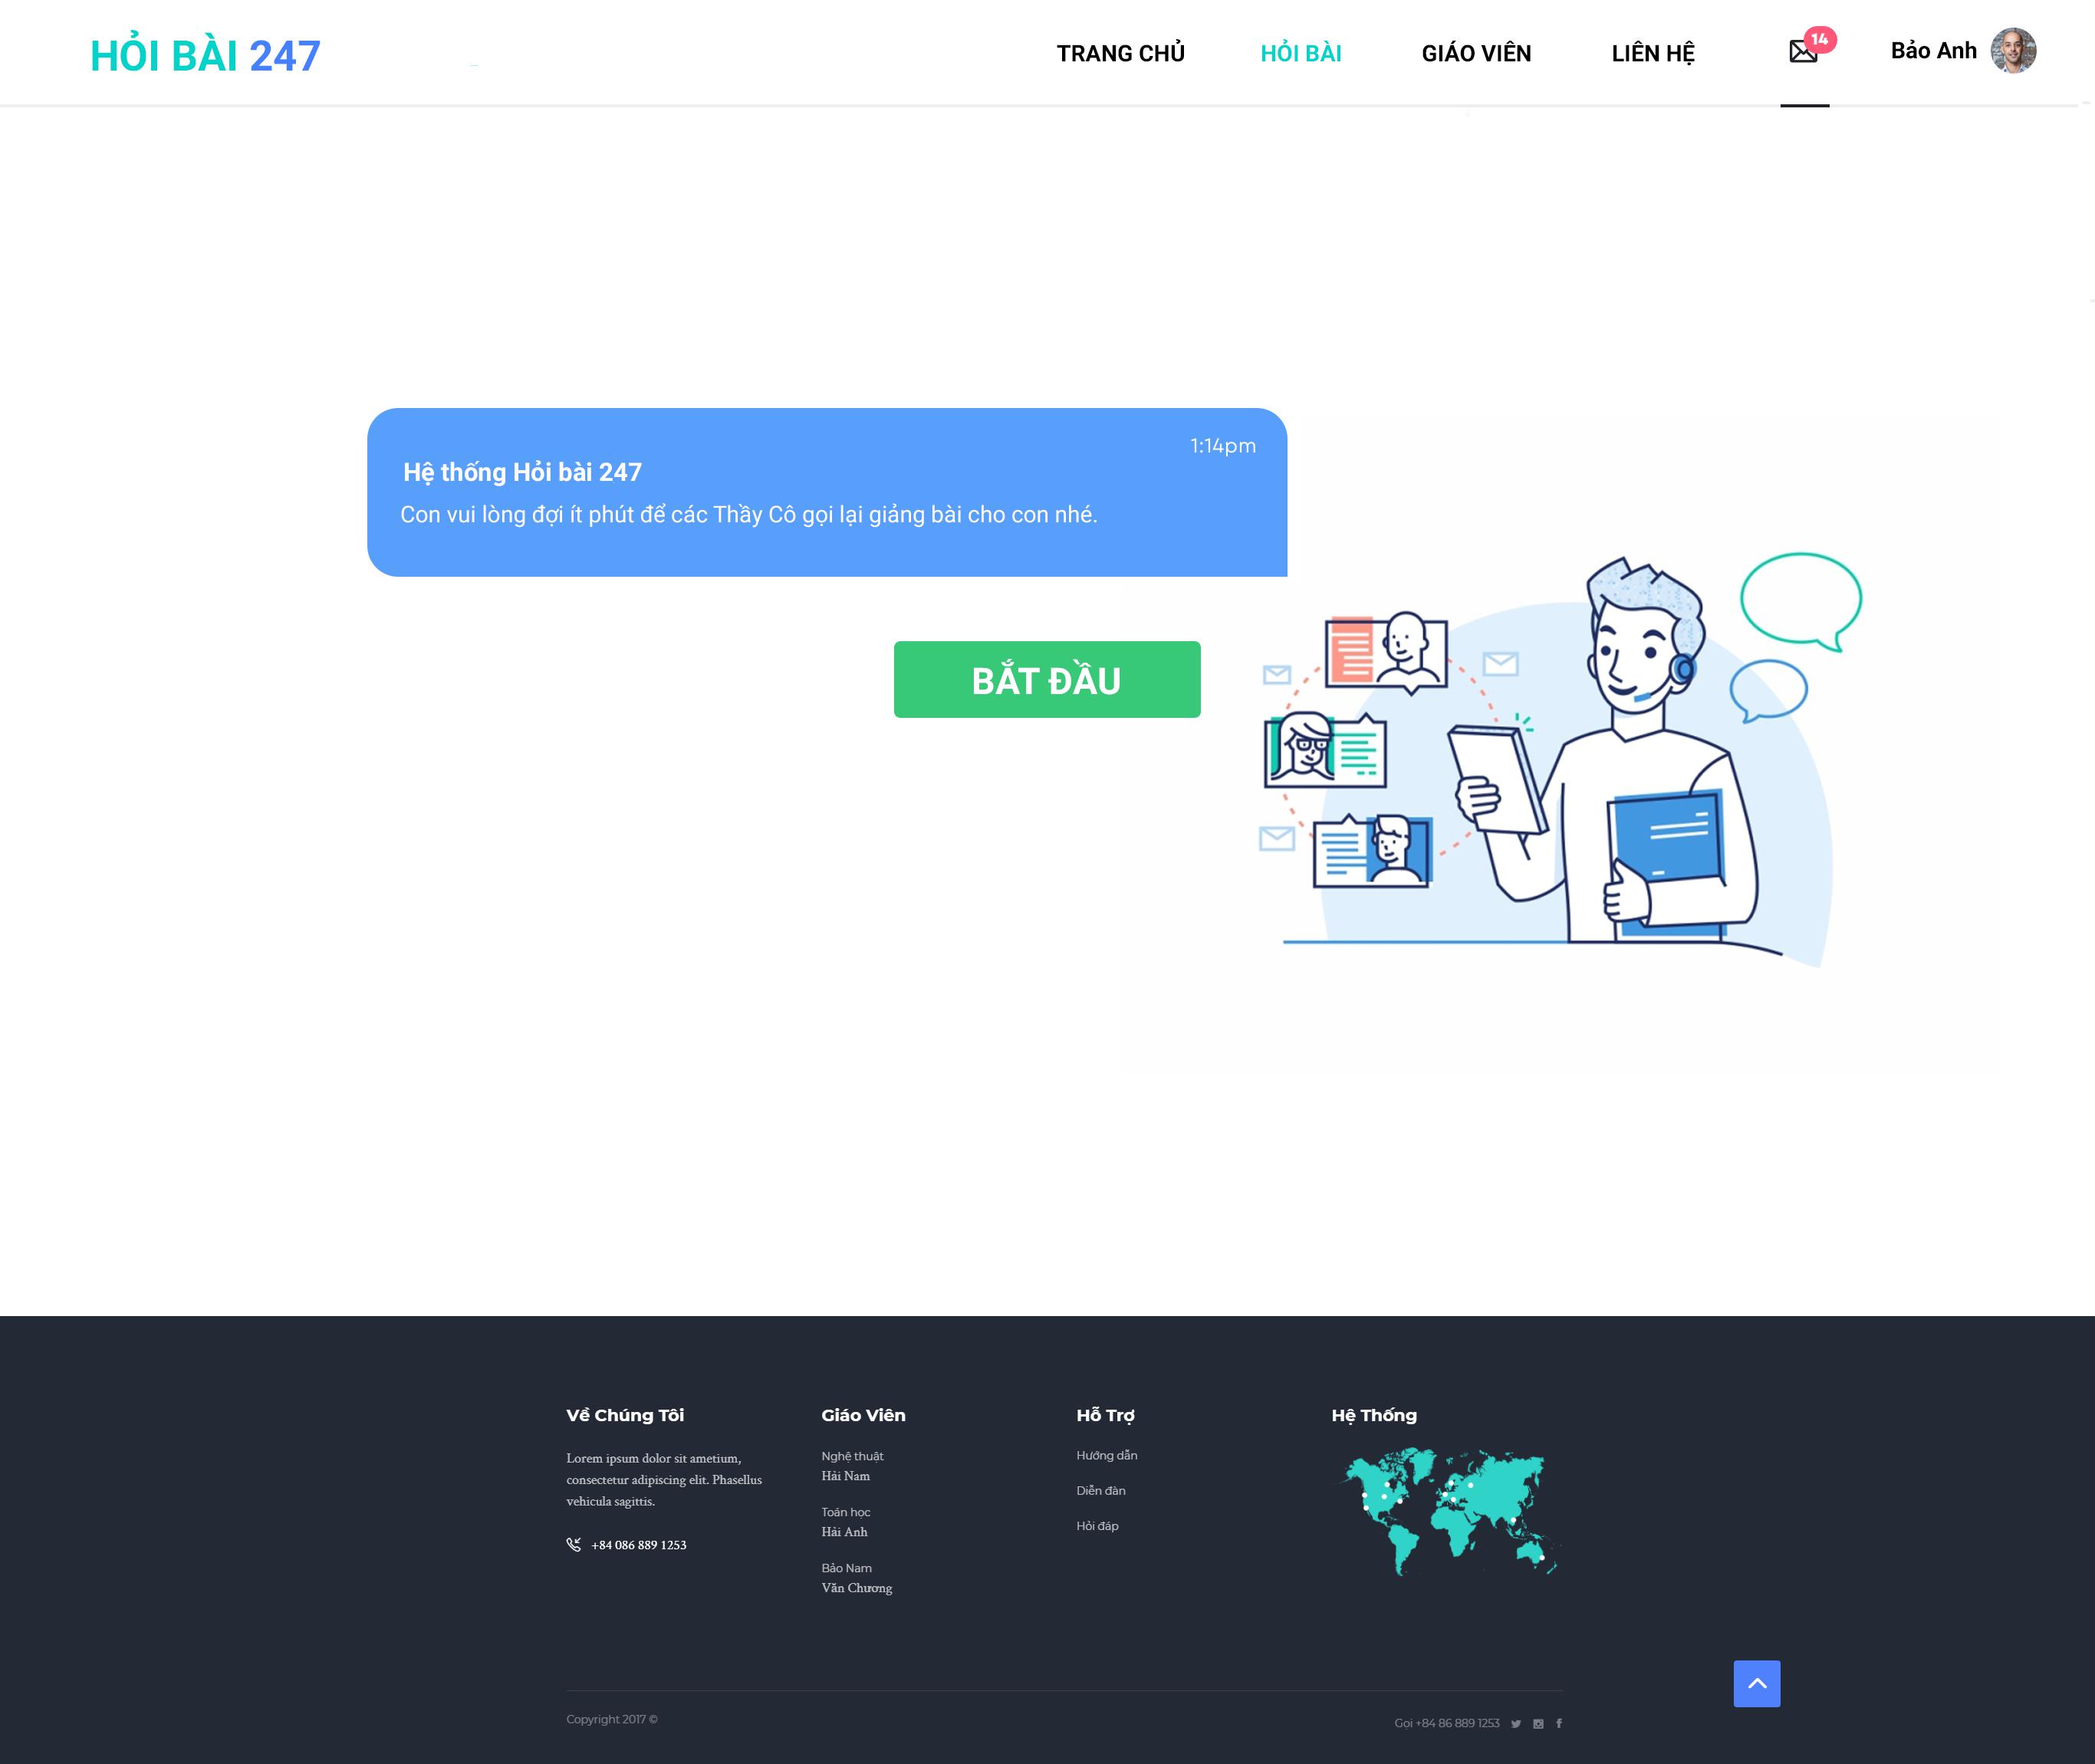 HỎI BÀI 247
TRANG CHỦ
HỎI BÀI
GIÁO VIÊN
LIÊN HỆ
14
Bảo Anh
1:14pm
Hệ thống Hỏi bài 247
Con vui lòng đợi ít phút để các Thầy Cô gọi lại giảng bài cho con nhé.
BẮT ĐẦU
Về Chúng Tôi
Lorem ipsum dolor sit ametium,
consectetur adipiscing elit. Phasellus
vehicula sagittis.
+84 086 889 1253
Giáo Viên
Nghệ thuật
Hải Nam
Toán học
Hải Anh
Bảo Nam
Văn Chương
Hỗ Trợ
Hướng dẫn
Diễn đàn
Hỏi đáp
Hệ Thống
Copyright 2017 ©
Gọi +84 86 889 1253